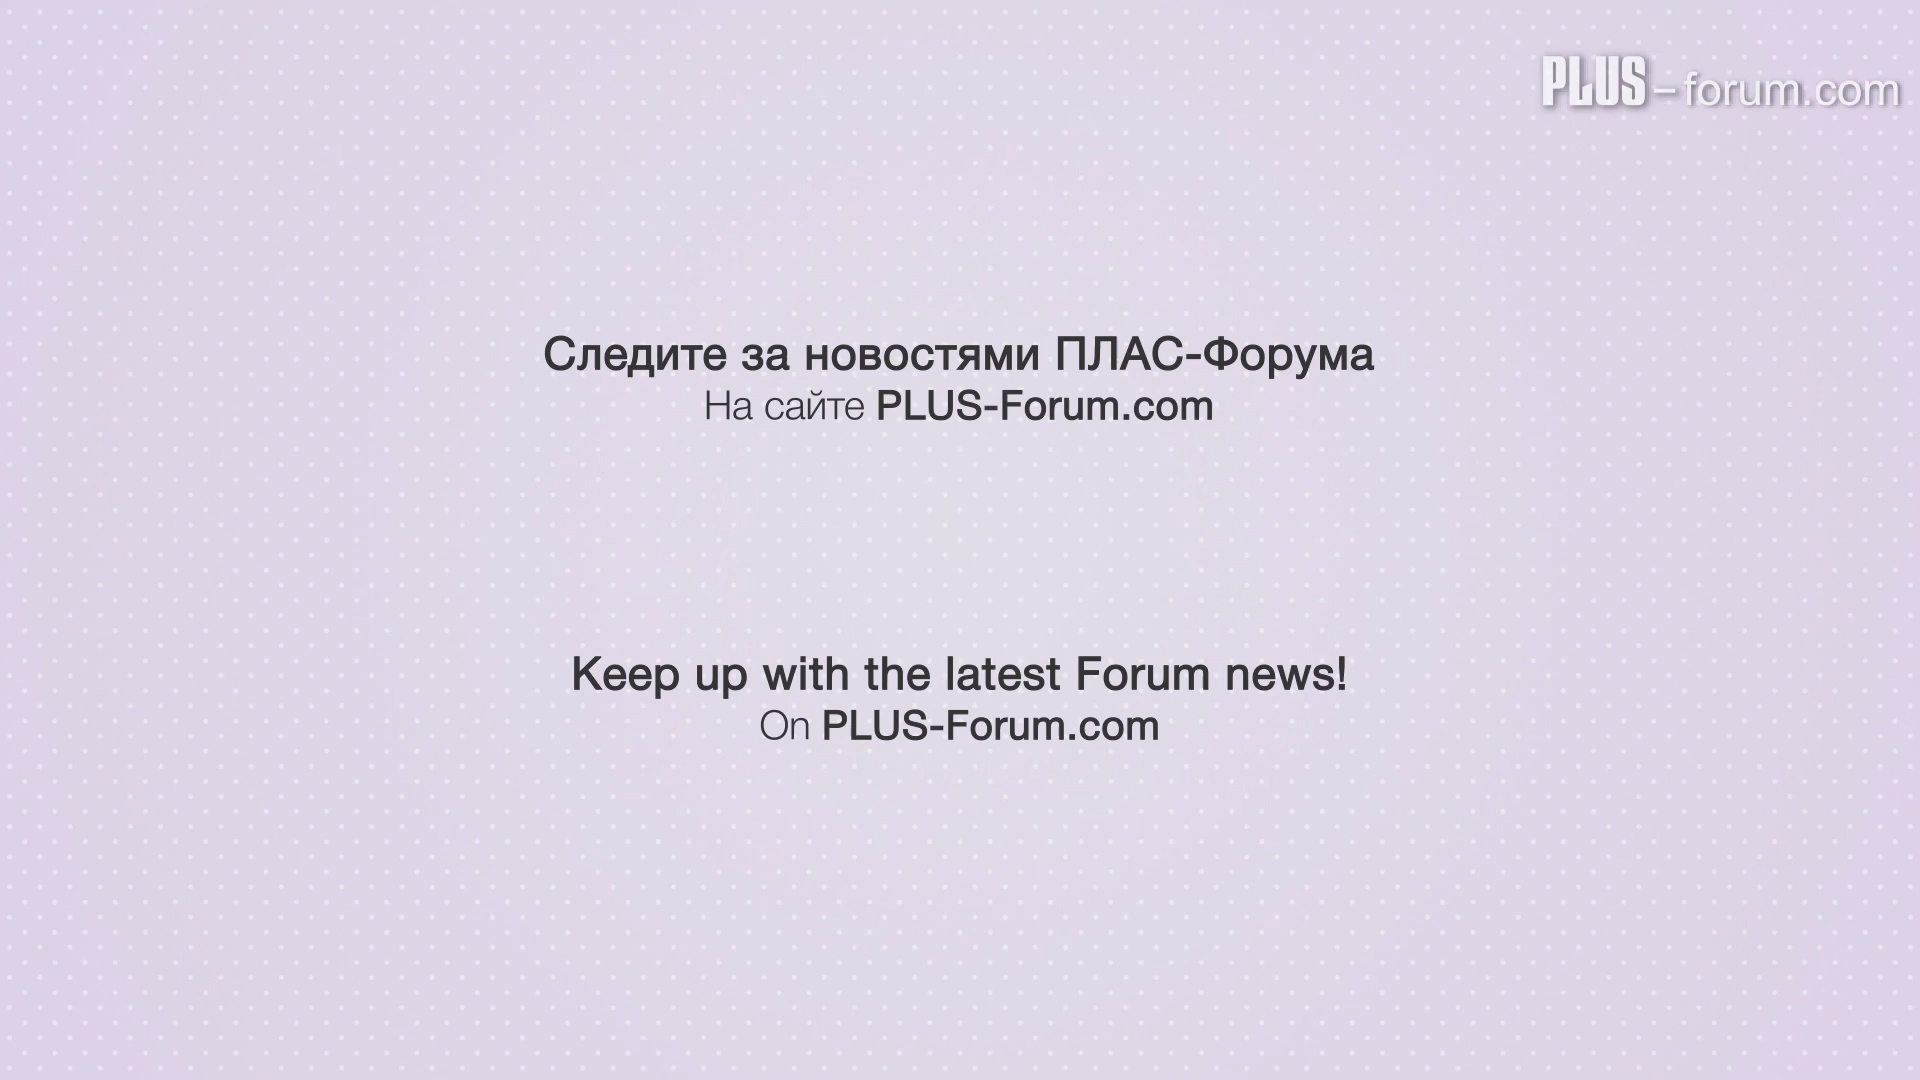 PLUS – forum.com
Следите за новостями ПЛАС-Форума
На сайте PLUS-Forum.com
Keep up with the latest Forum news!
On PLUS-Forum.com